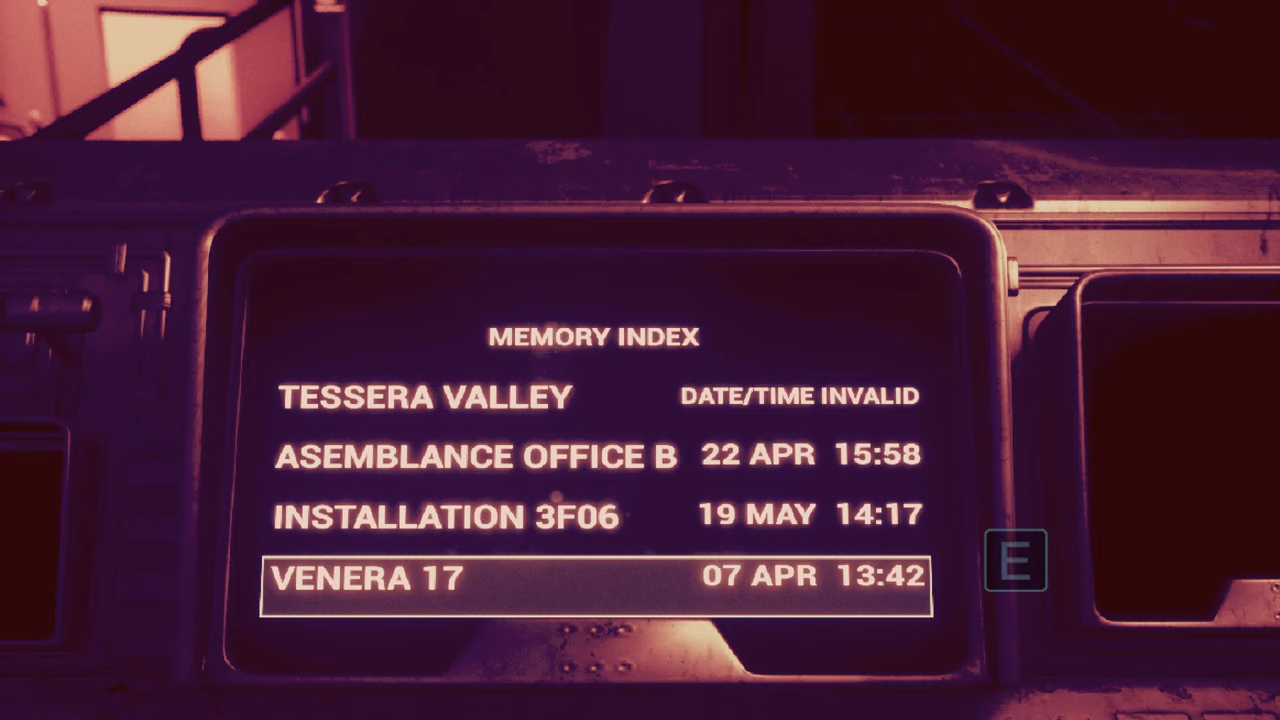 MEMORY INDEX
TESSERA VALLEY DATE/TIME INVALID
ASEMBLANCE OFFICE B 22 APR 15:58
INSTALLATION 3F06 19 MAY 14:17
VENERA 17 07 APR 13:42
E